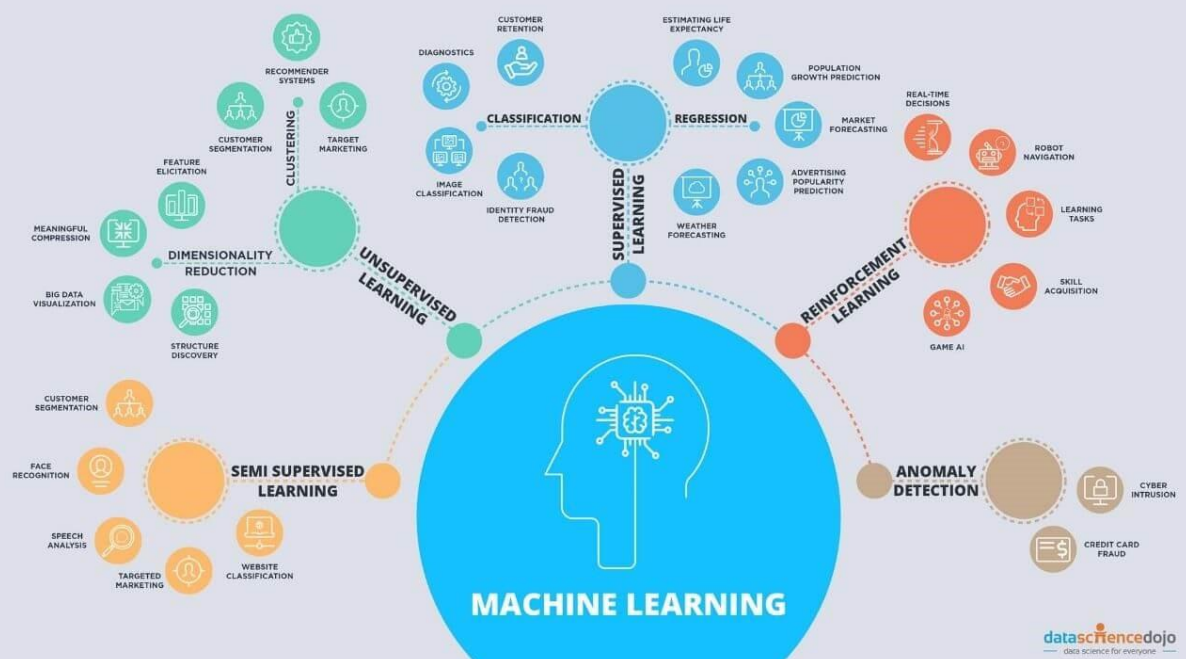 RECOMMENDER
SYSTEMS
CUSTOMER
SEGMENTATION
TARGET
MARKETING
CLUSTERING
FEATURE
ELICITATION
MEANINGFUL
COMPRESSION
DIMENSIONALITY
REDUCTION
BIG DATA
VISUALIZATION
STRUCTURE
DISCOVERY
UNSUPERVISED
LEARNING
CUSTOMER
RETENTION
DIAGNOSTICS
CLASSIFICATION
IMAGE
CLASSIFICATION
IDENTITY FRAUD
DETECTION
ESTIMATING LIFE
EXPECTANCY
POPULATION
GROWTH PREDICTION
REGRESSION
MARKET
FORECASTING
ADVERTISING
POPULARITY
PREDICTION
WEATHER
FORECASTING
SUPERVISED
LEARNING
REAL-TIME
DECISIONS
ROBOT
NAVIGATION
LEARNING
TASKS
SKILL
ACQUISITION
GAME AI
REINFORCEMENT
LEARNING
CUSTOMER
SEGMENTATION
FACE
RECOGNITION
SPEECH
ANALYSIS
TARGETED
MARKETING
WEBSITE
CLASSIFICATION
SEMI SUPERVISED
LEARNING
ANOMALY
DETECTION
CYBER
INTRUSION
CREDIT CARD
FRAUD
MACHINE LEARNING
datasciencedojo
data science for everyone